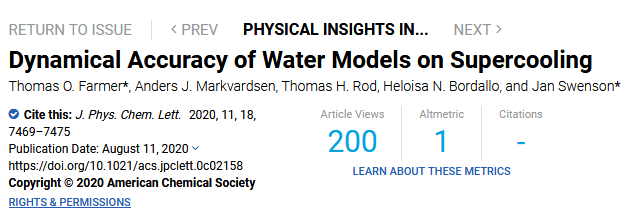 RETURN TO ISSUE < PREV PHYSICAL INSIGHTS IN... NEXT >
Dynamical Accuracy of Water Models on Supercooling
Thomas O. Farmer*, Anders J. Markvardsen, Thomas H. Rod, Heloisa N. Bordallo, and Jan Swenson*
Cite this: J. Phys. Chem. Lett. 2020, 11, 18,
7469–7475
Publication Date: August 11, 2020
https://doi.org/10.1021/acs.jpclett.0c02158
Copyright © 2020 American Chemical Society
RIGHTS & PERMISSIONS
Article Views Altmetric Citations
200 1 -
LEARN ABOUT THESE METRICS